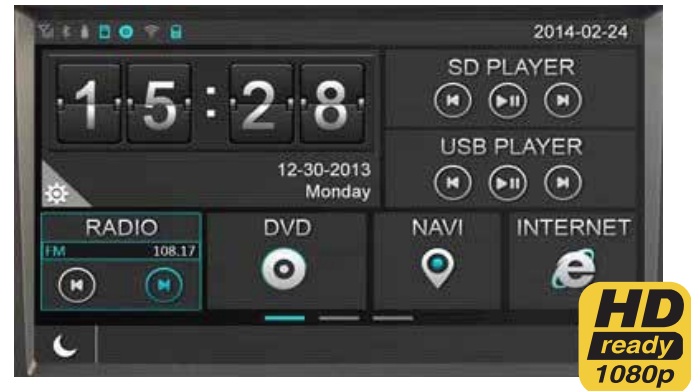 2014-02-24
15:28
12-30-2013
Monday
SD PLAYER
USB PLAYER
RADIO
FM 108.17
DVD
NAVI
INTERNET
HD
ready
1080p